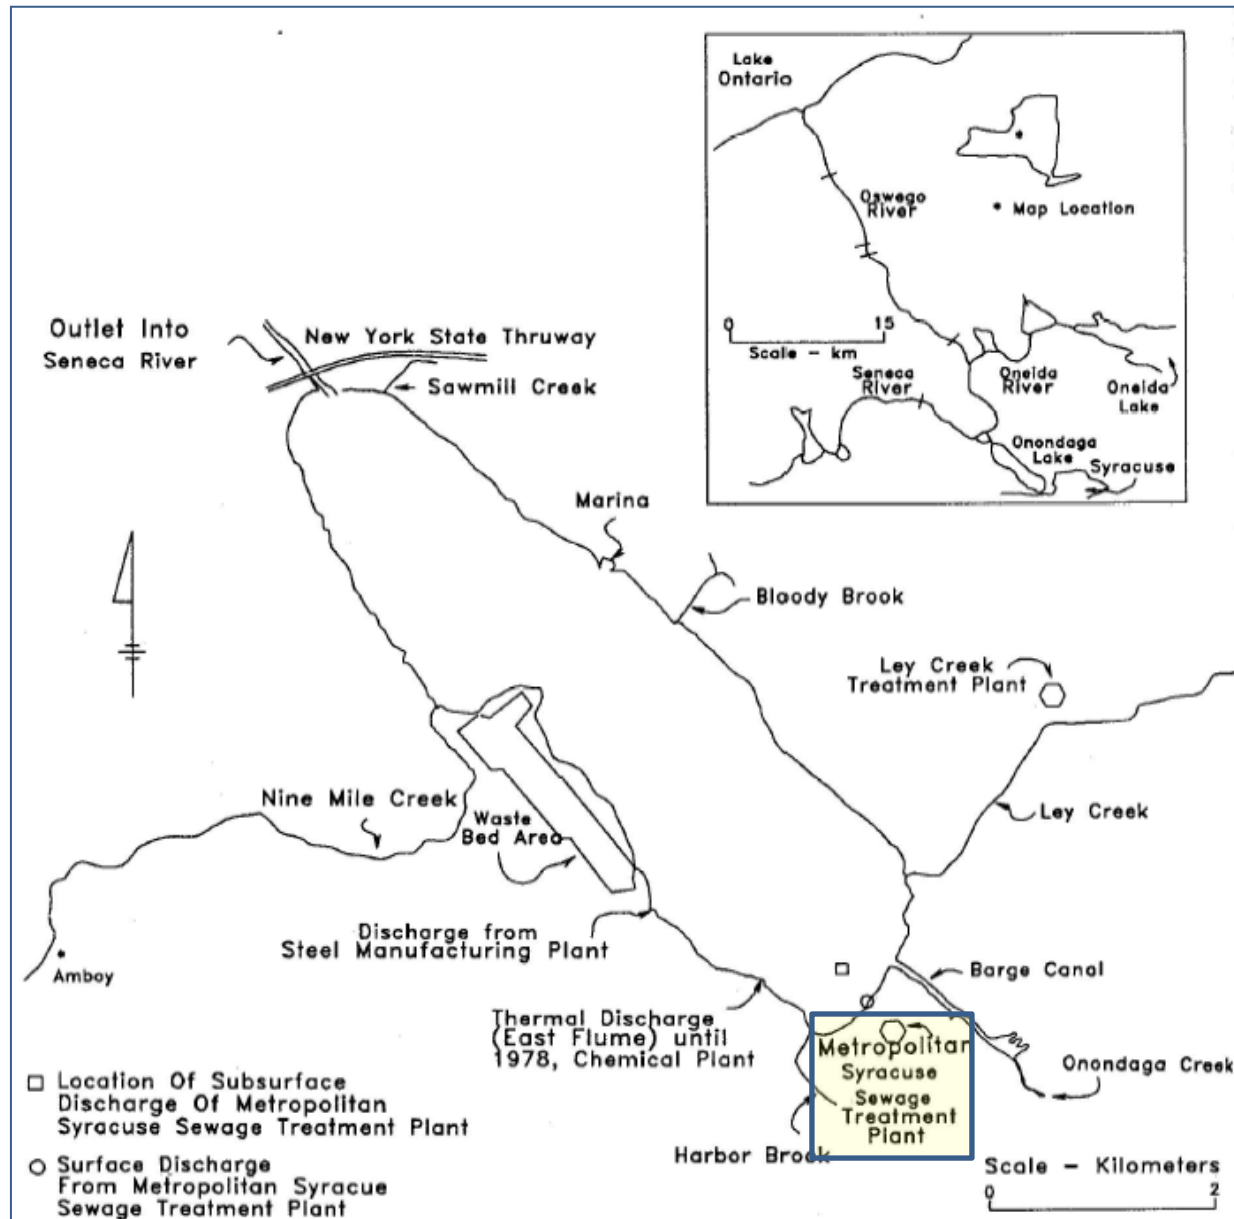 Lake
Ontario
Oswego
River
* Map Location
0 15
Scale - km
Seneca
River
Oneida
River
Oneida
Lake
Onondaga
Lake
Syracuse
Outlet Into
Seneca River
New York State Thruway
Sawmill Creek
Marina
Bloody Brook
Ley Creek
Treatment Plant
Nine Mile Creek
Waste
Bed Area
Ley Creek
Discharge from
Steel Manufacturing Plant
Amboy
Barge Canal
Thermal Discharge
(East Flume) until
1978, Chemical Plant
Metropolitan
Syracuse
Sewage
Treatment
Plant
Onondaga Creek
Harbor Brook
Location Of Subsurface
Discharge Of Metropolitan
Syracuse Sewage Treatment Plant
Surface Discharge
From Metropolitan Syracue
Sewage Treatment Plant
Scale - Kilometers
0 2